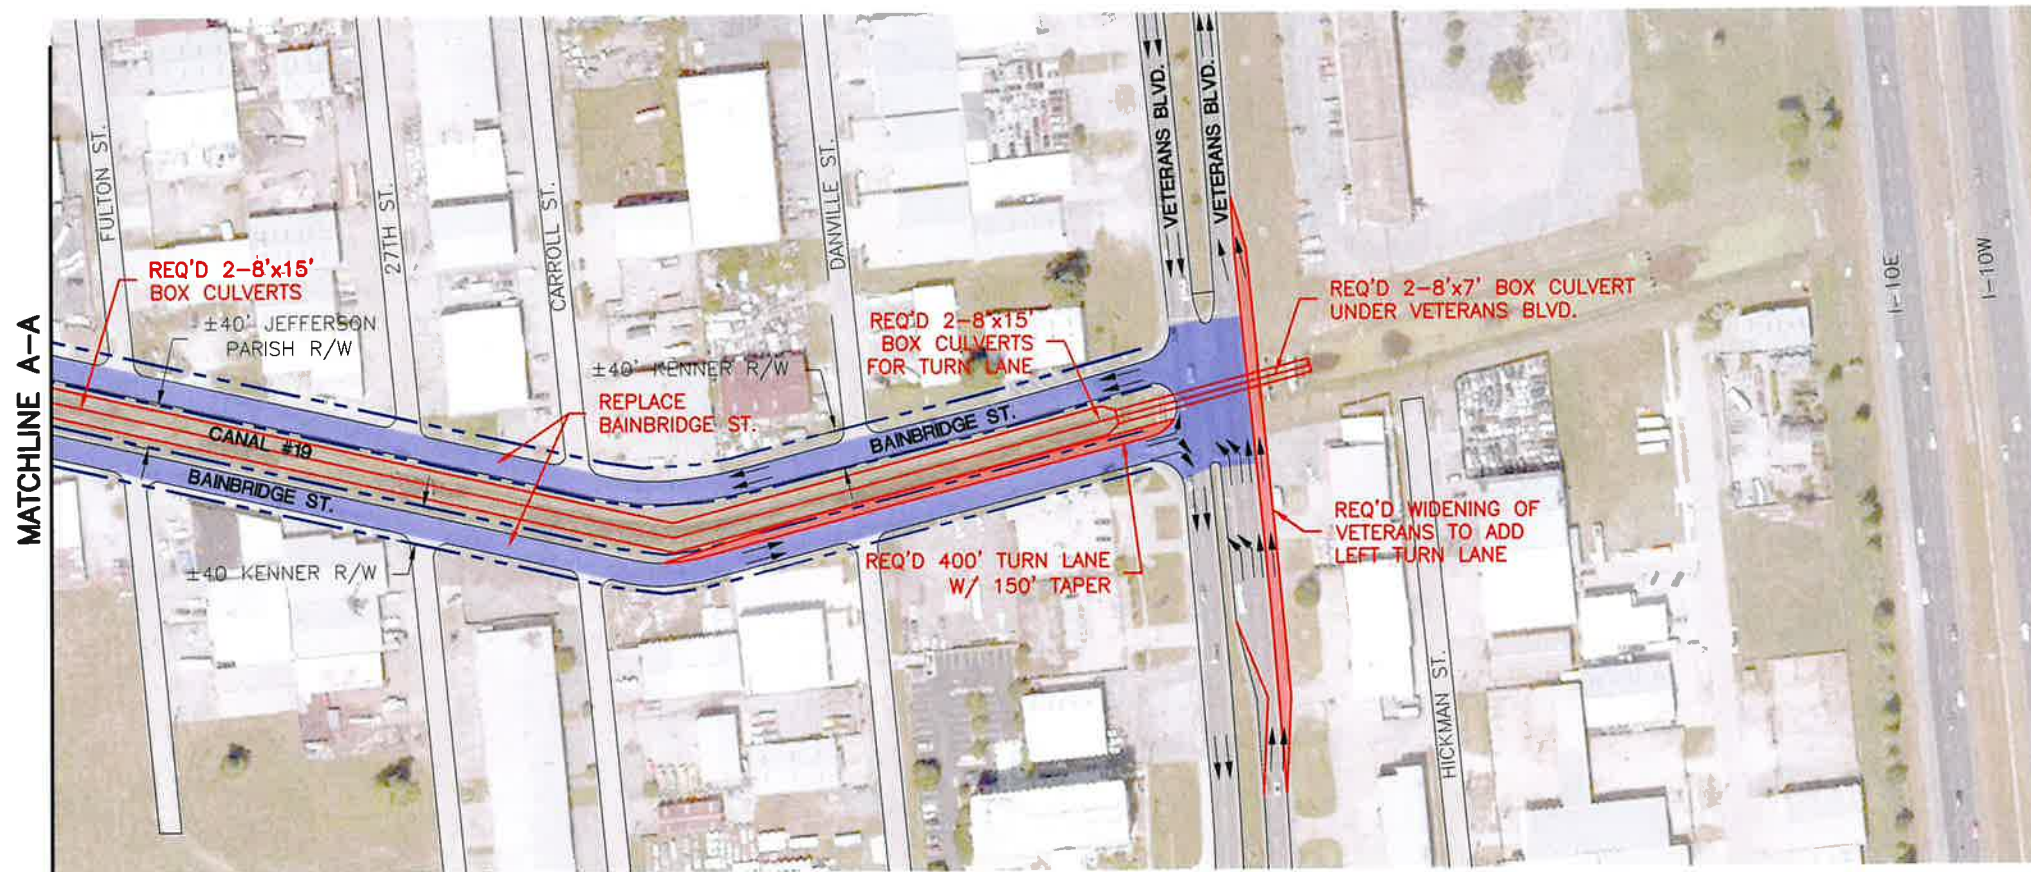 MATCHLINE A-A
FULTON ST.
27TH ST.
CARROLL ST.
DANVILLE ST.
VETERANS BLVD.
VETERANS BLVD.
I-10E
I-10W
REQ'D 2-8'x15'
BOX CULVERTS
±40' JEFFERSON
PARISH R/W
REQ'D 2-8'x15'
BOX CULVERTS
FOR TURN LANE
REQ'D 2-8'x7' BOX CULVERT
UNDER VETERANS BLVD.
±40' KENNER R/W
REPLACE
BAINBRIDGE ST.
BAINBRIDGE ST.
CANAL #19
BAINBRIDGE ST.
±40 KENNER R/W
REQ'D 400' TURN LANE
W/ 150' TAPER
REQ'D WIDENING OF
VETERANS TO ADD
LEFT TURN LANE
HICKMAN ST.